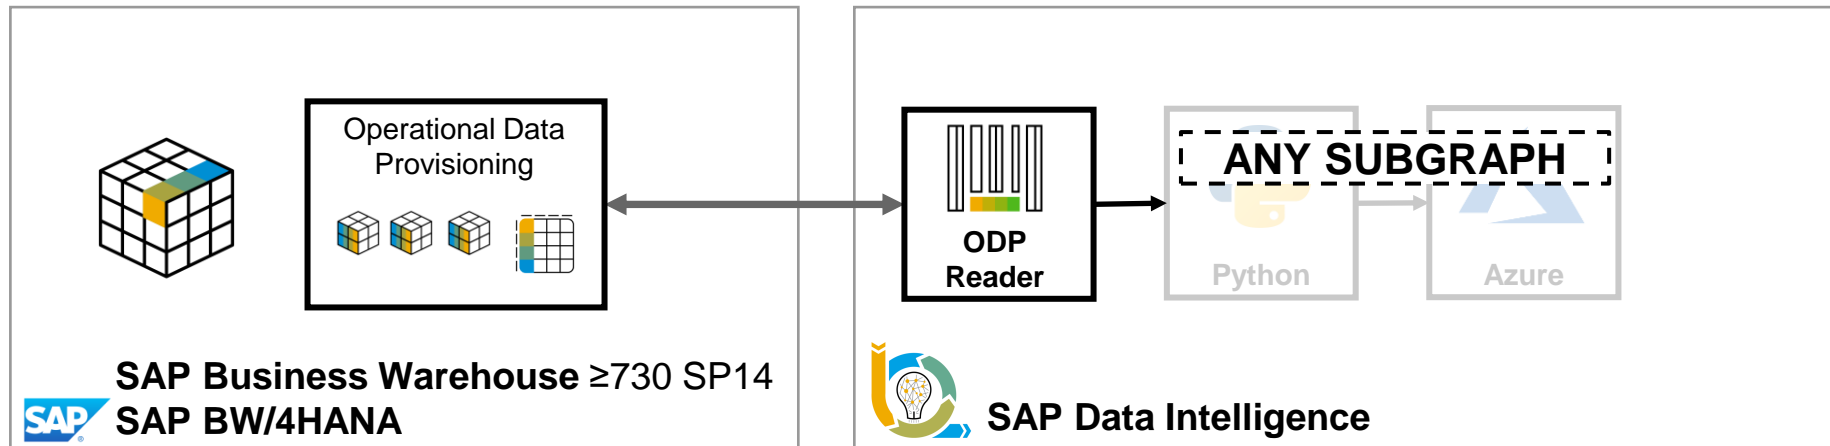 Operational Data
Provisioning
SAP Business Warehouse ≥730 SP14
SAP
SAP BW/4HANA
ODP
Reader
ANY SUBGRAPH
Python
Azure
SAP Data Intelligence